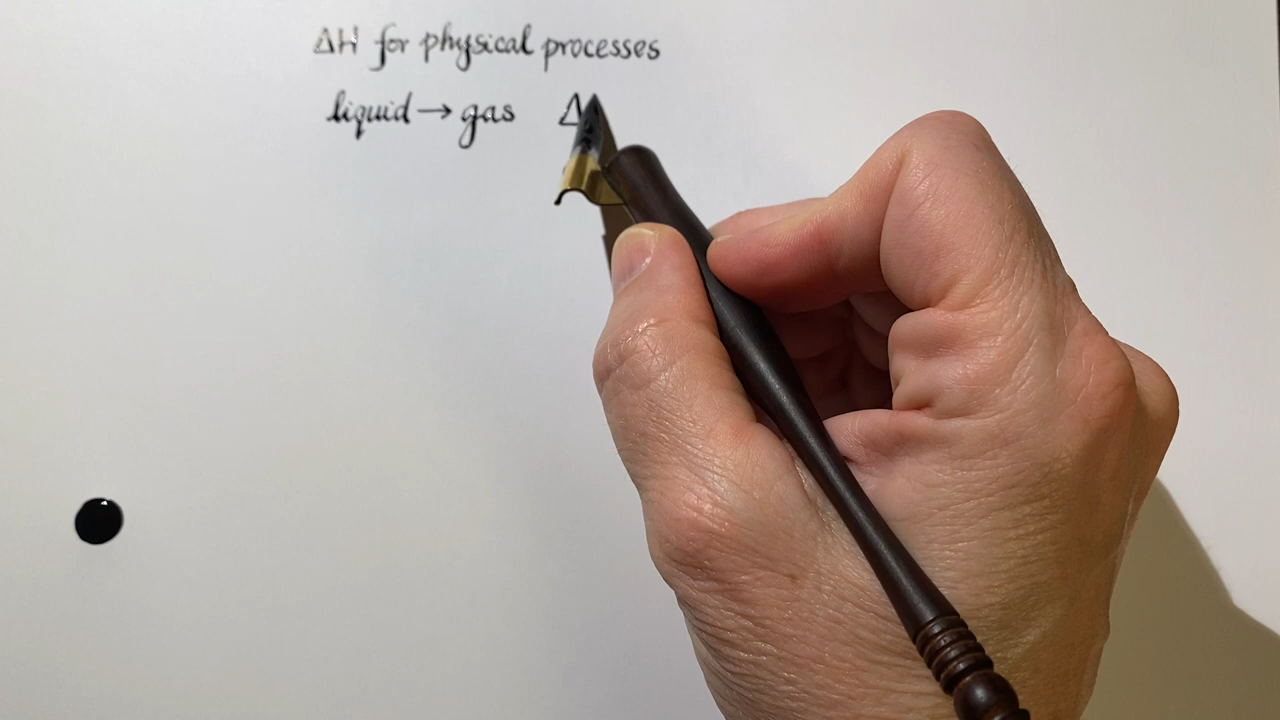 ΔH for physical processes
liquid → gas Δ